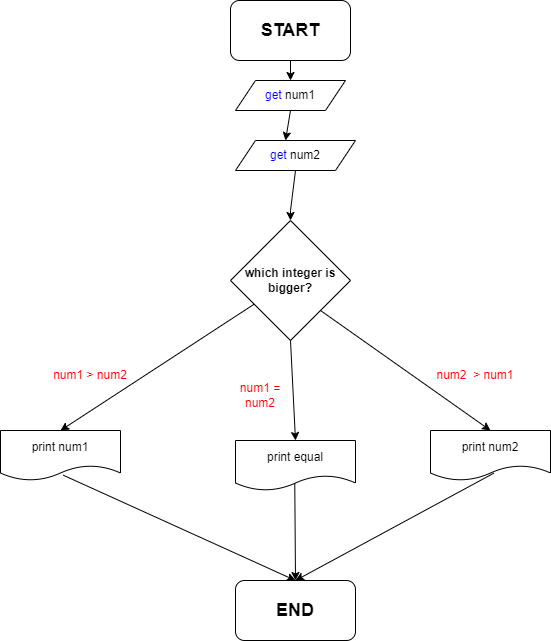 START
get num1
get num2
which integer is
bigger?
num1 > num2
num1 =
num2
num2  > num1
print num1
print equal
print num2
END